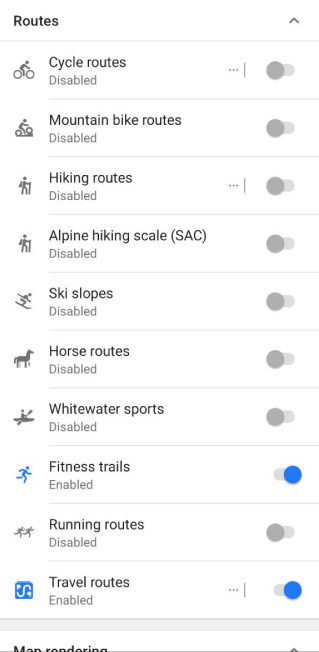 Routes
Cycle routes
Disabled
Mountain bike routes
Disabled
Hiking routes
Disabled
Alpine hiking scale (SAC)
Disabled
Ski slopes
Disabled
Horse routes
Disabled
Whitewater sports
Disabled
Fitness trails
Enabled
Running routes
Disabled
Travel routes
Enabled
Map rendering